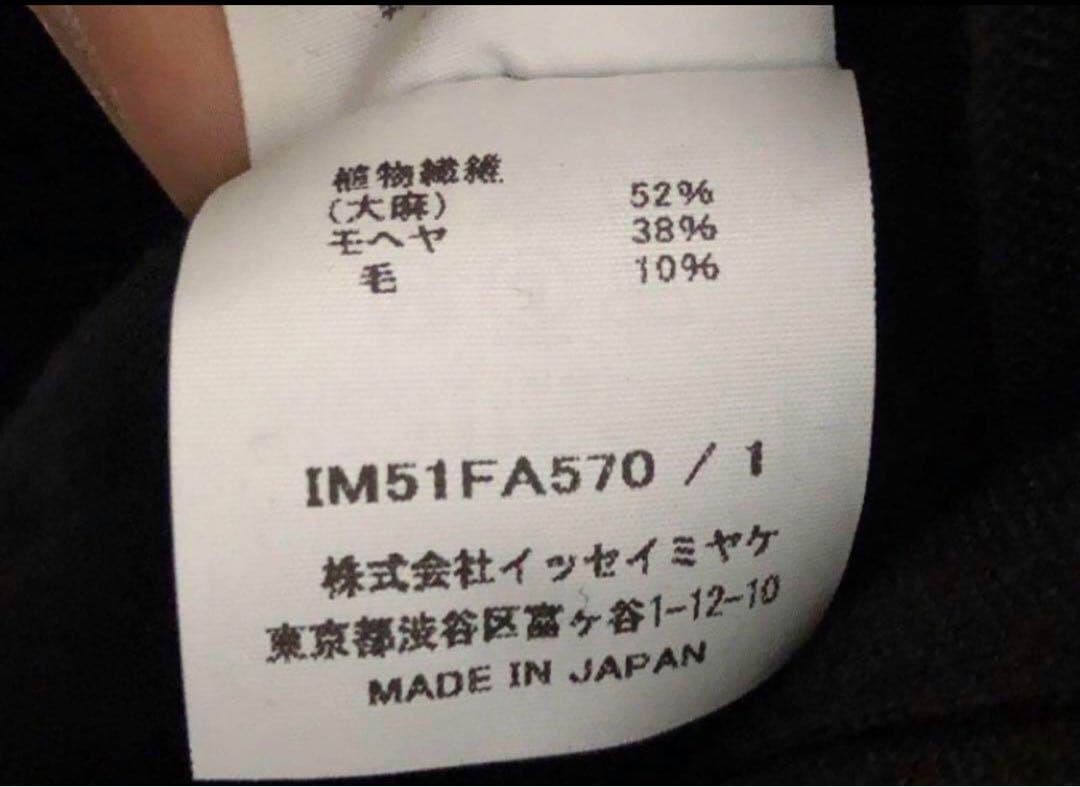 植物繊維
(大麻) 52%
モヘヤ 38%
毛 10%
IM51FA570 / 1
株式会社イッセイミヤケ
東京都渋谷区富ヶ谷1-12-10
MADE IN JAPAN